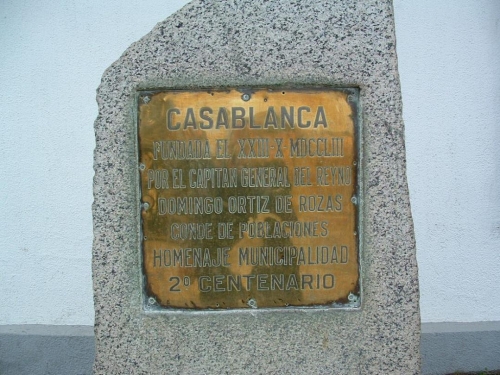 CASABLANCA
FUNDADA EL XXIII-X MDCCLIII
POR EL CAPITAN GENERAL DEL REYNO
DOMINGO ORTIZ DE ROZAS
CONDE DE POBLACIONES
HOMENAJE MUNICIPALIDAD
2º CENTENARIO